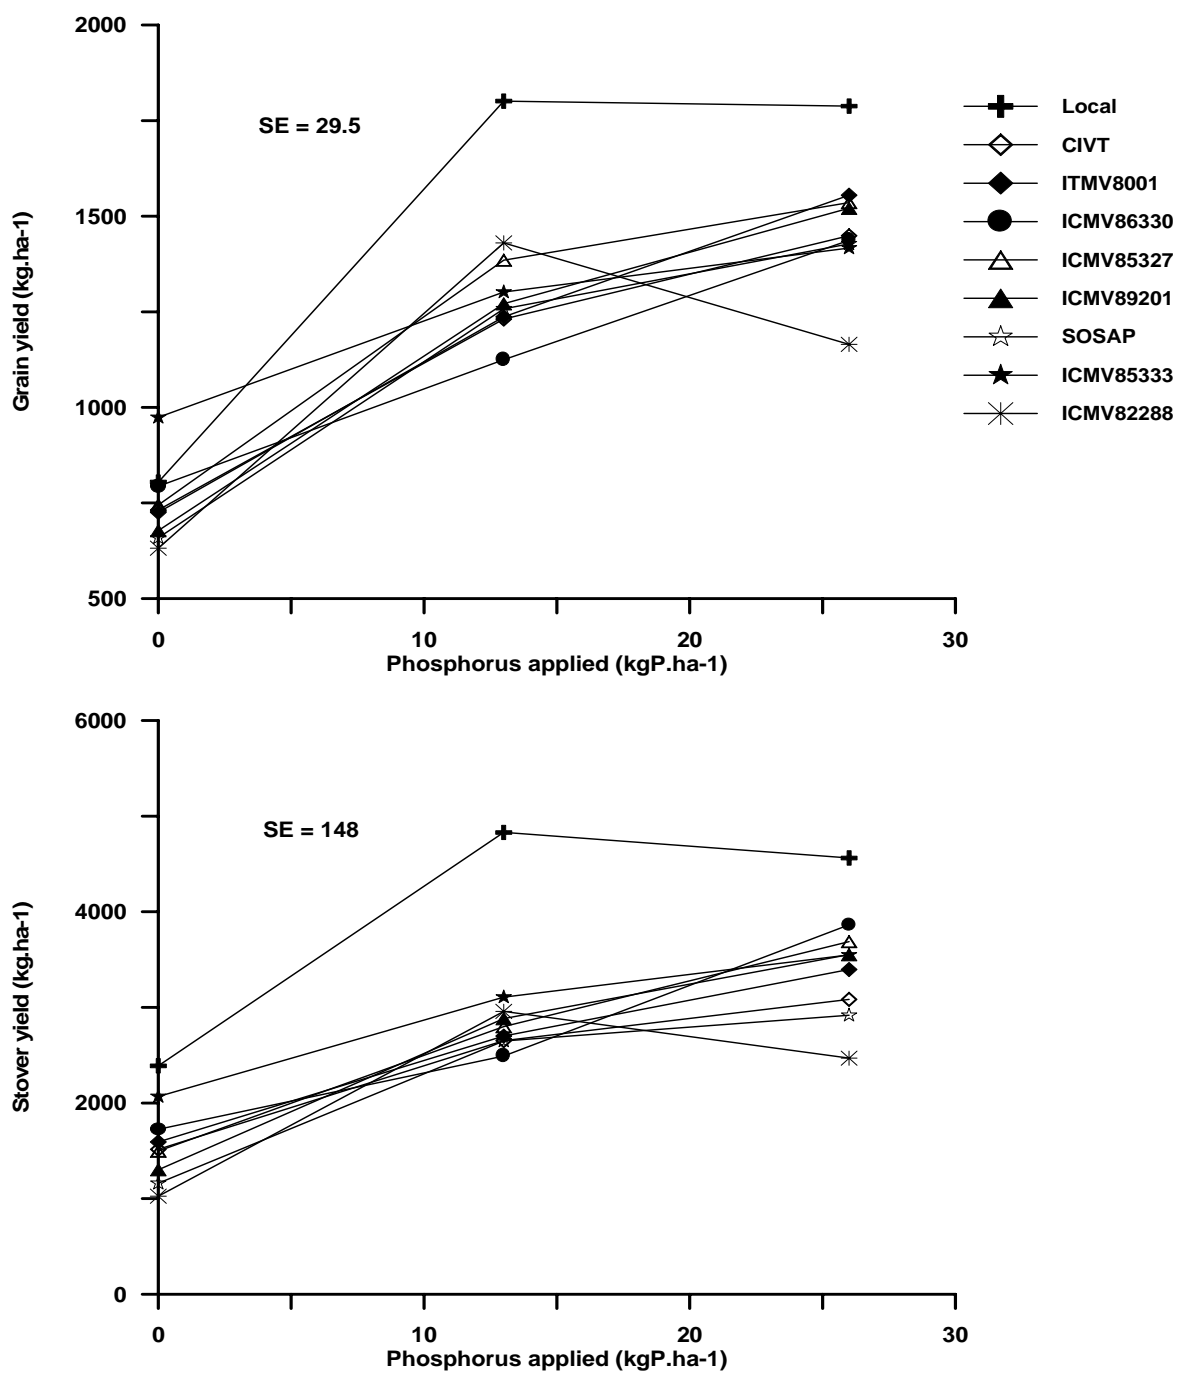 2000
SE = 29.5
1500
1000
500
Grain yield (kg.ha-1)
0 10 20 30
Phosphorus applied (kgP.ha-1)
Local
CIVT
ITMV8001
ICMV86330
ICMV85327
ICMV89201
SOSAP
ICMV85333
ICMV82288
6000
SE = 148
4000
2000
0
Stover yield (kg.ha-1)
0 10 20 30
Phosphorus applied (kgP.ha-1)